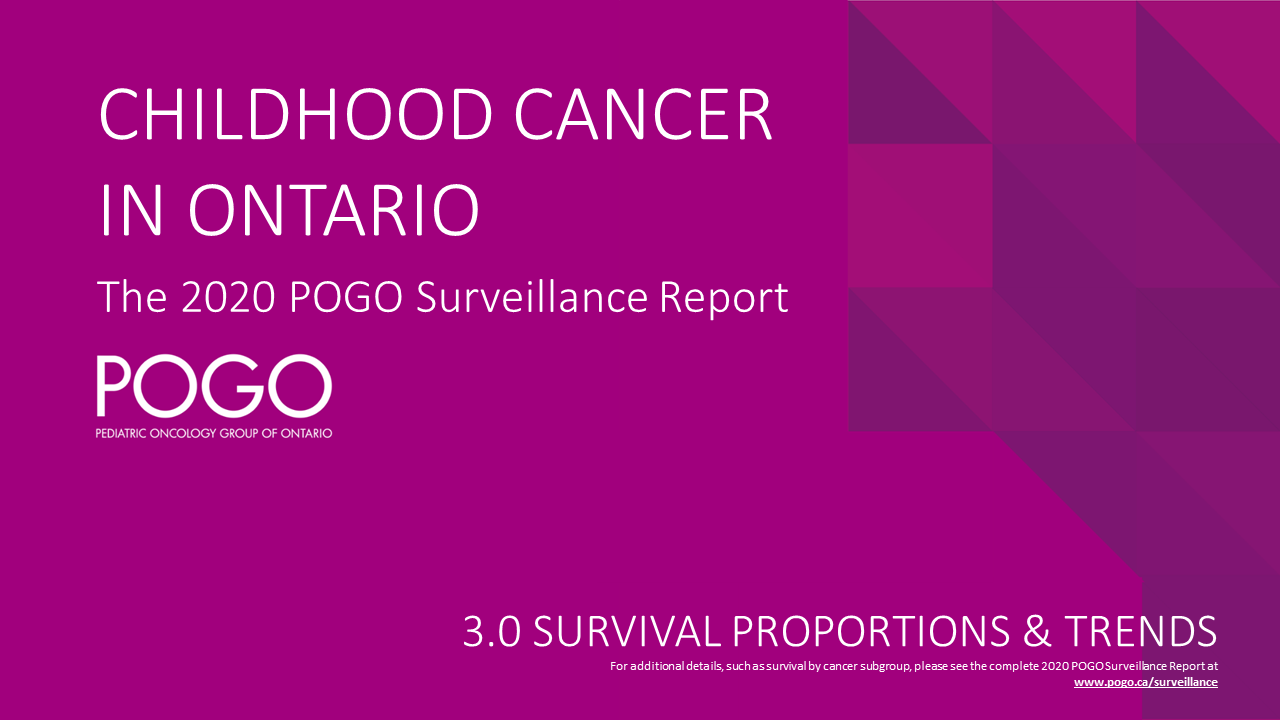 CHILDHOOD CANCER
IN ONTARIO
The 2020 POGO Surveillance Report
POGO
PEDIATRIC ONCOLOGY GROUP OF ONTARIO
3.0 SURVIVAL PROPORTIONS & TRENDS
For additional details, such as survival by cancer subgroup, please see the complete 2020 POGO Surveillance Report at
www.pogo.ca/surveillance